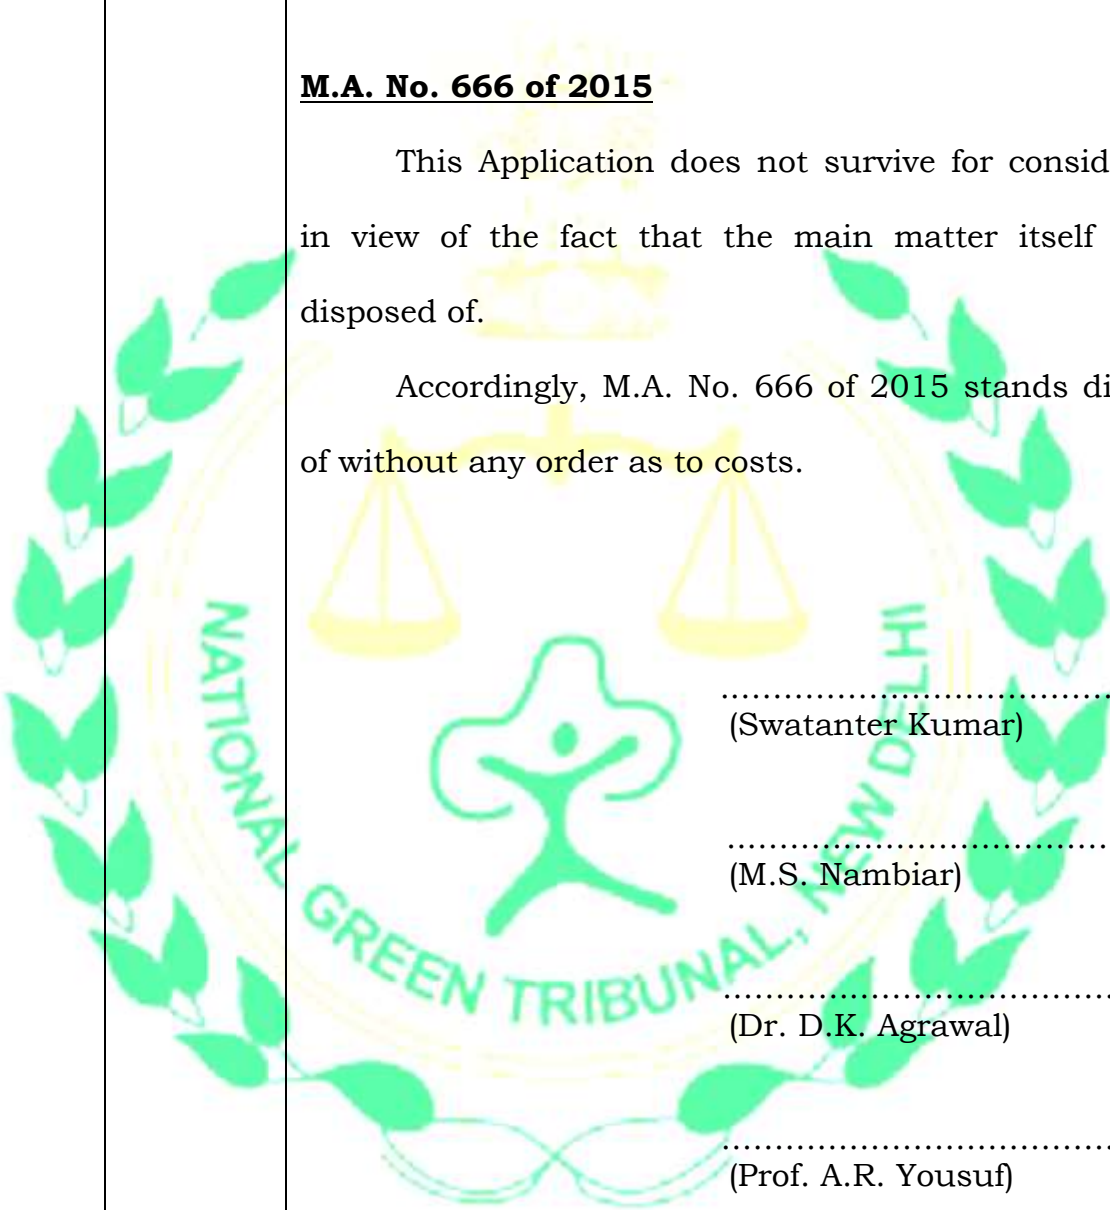 M.A. No. 666 of 2015
This Application does not survive for consid
in view of the fact that the main matter itself
disposed of.
Accordingly, M.A. No. 666 of 2015 stands di
of without any order as to costs.
NATIONAL GREEN TRIBUNAL, NEW DELHI
......................................
(Swatanter Kumar)
......................................
(M.S. Nambiar)
......................................
(Dr. D.K. Agrawal)
......................................
(Prof. A.R. Yousuf)